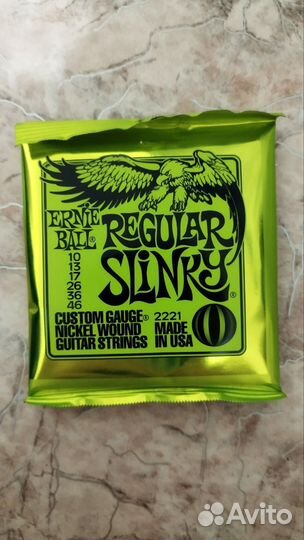 ERNIE BALL®
REGULAR
SLINKY®
10
13
17
26
36
46
CUSTOM GAUGE®
NICKEL WOUND
GUITAR STRINGS
2221
MADE
IN USA
Avito